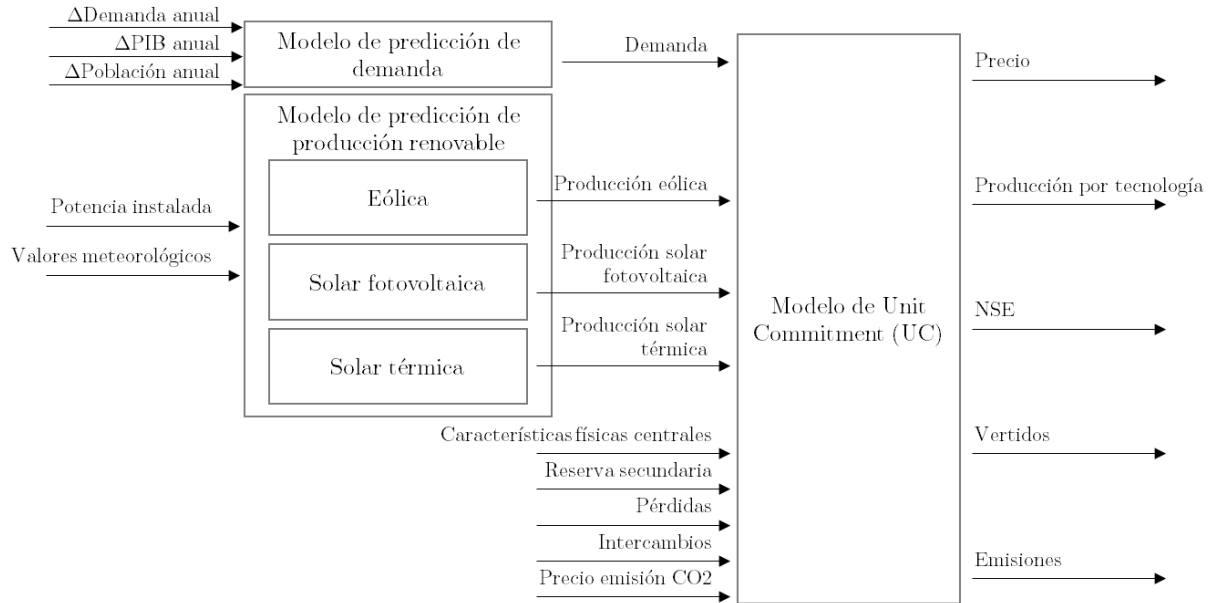 ΔDemanda anual
ΔPIB anual
ΔPoblación anual
Modelo de predicción de
demanda
Demanda
Modelo de predicción de
producción renovable
Eólica
Solar fotovoltaica
Solar térmica
Potencia instalada
Valores meteorológicos
Producción eólica
Producción solar
fotovoltaica
Producción solar
térmica
Características físicas centrales
Reserva secundaria
Pérdidas
Intercambios
Precio emisión CO2
Modelo de Unit
Commitment (UC)
Precio
Producción por tecnología
NSE
Vertidos
Emisiones